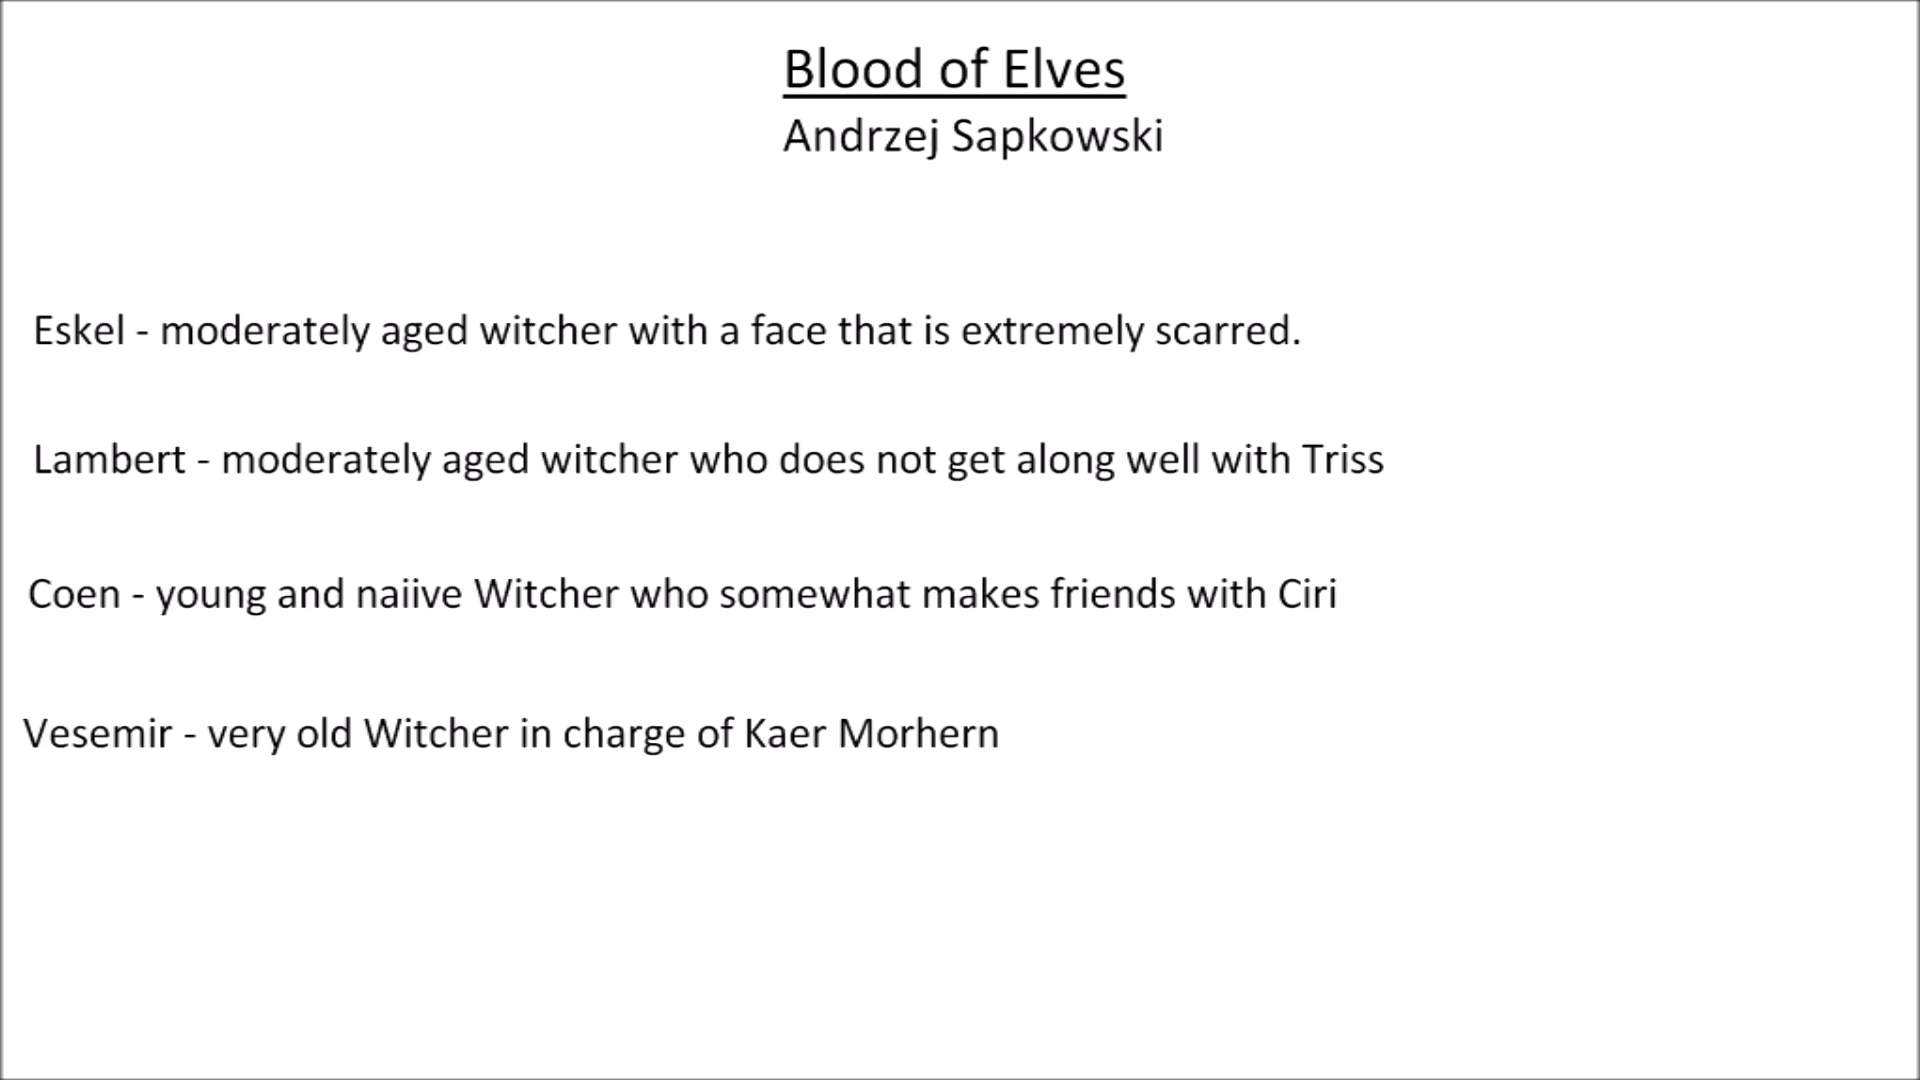 Blood of Elves
Andrzej Sapkowski
Eskel - moderately aged witcher with a face that is extremely scarred.
Lambert - moderately aged witcher who does not get along well with Triss
Coen - young and naiive Witcher who somewhat makes friends with Ciri
Vesemir - very old Witcher in charge of Kaer Morhern